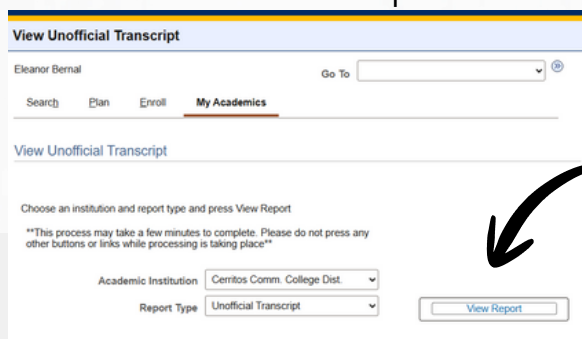 View Unofficial Transcript
Eleanor Bernal
Go To
Search Plan Enroll My Academics
View Unofficial Transcript
Choose an institution and report type and press View Report
**This process may take a few minutes to complete. Please do not press any
other buttons or links while processing is taking place**
Academic Institution Cerritos Comm. College Dist.
Report Type Unofficial Transcript
View Report